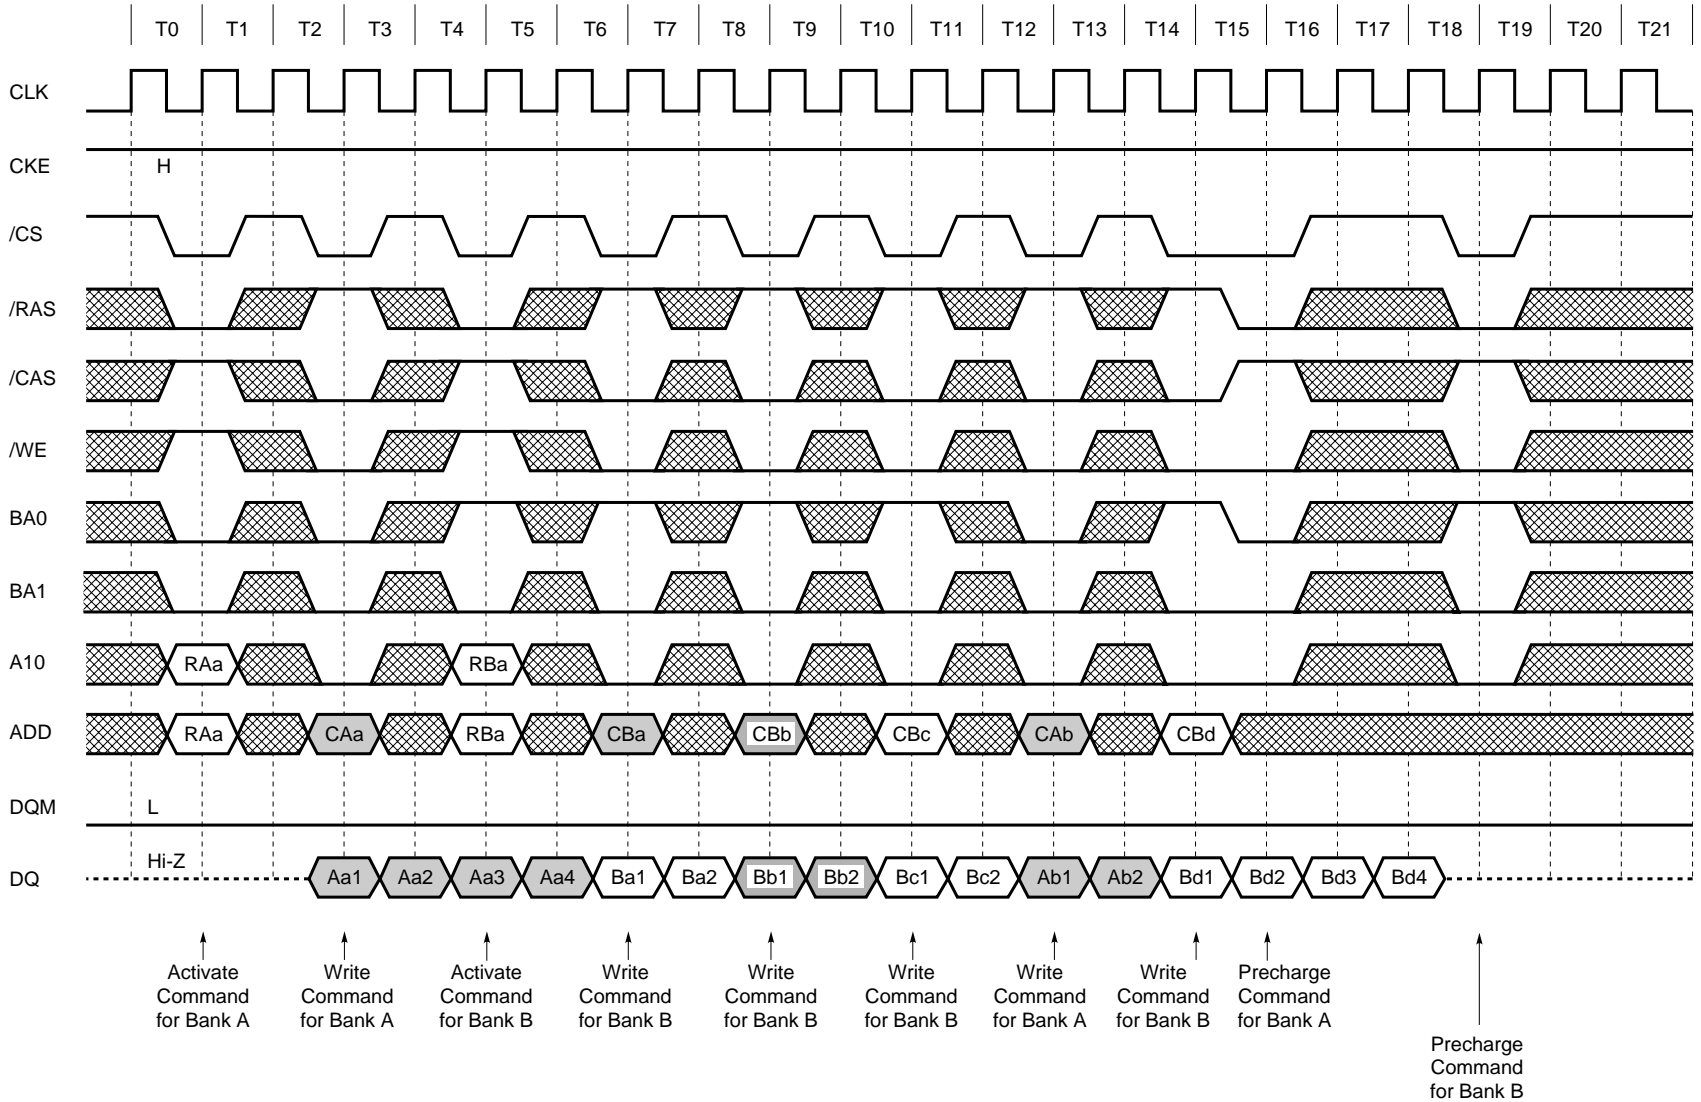 T0 T1 T2 T3 T4 T5 T6 T7 T8 T9 T10 T11 T12 T13 T14 T15 T16 T17 T18 T19 T20 T21
CLK
CKE H
/CS
/RAS
/CAS
/WE
BA0
BA1
A10 RAa RBa
ADD RAa CAa RBa CBa CBb CBc CAb CBd
DQM L
DQ Hi-Z Aa1 Aa2 Aa3 Aa4 Ba1 Ba2 Bb1 Bb2 Bc1 Bc2 Ab1 Ab2 Bd1 Bd2 Bd3 Bd4
Activate
Command
for Bank A
Write
Command
for Bank A
Activate
Command
for Bank B
Write
Command
for Bank B
Write
Command
for Bank B
Write
Command
for Bank B
Write
Command
for Bank A
Write
Command
for Bank B
Precharge
Command
for Bank A
Precharge
Command
for Bank B